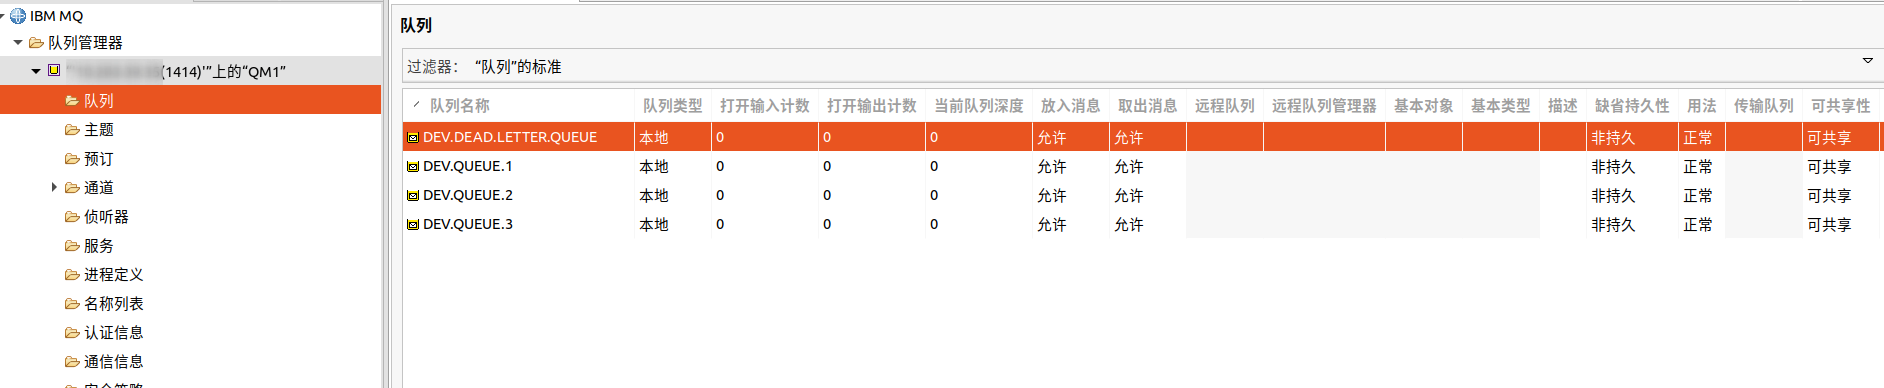 IBM MQ
队列管理器
(1414)'”上的“QM1”
队列
主题
预订
通道
侦听器
服务
进程定义
名称列表
认证信息
通信信息
安全策略
队列
过滤器： “队列”的标准
队列名称 队列类型 打开输入计数 打开输出计数 当前队列深度 放入消息 取出消息 远程队列 远程队列管理器 基本对象 基本类型 描述 缺省持久性 用法 传输队列 可共享性
DEV.DEAD.LETTER.QUEUE 本地 0 0 0 允许 允许 非持久 正常 可共享
DEV.QUEUE.1 本地 0 0 0 允许 允许 非持久 正常 可共享
DEV.QUEUE.2 本地 0 0 0 允许 允许 非持久 正常 可共享
DEV.QUEUE.3 本地 0 0 0 允许 允许 非持久 正常 可共享